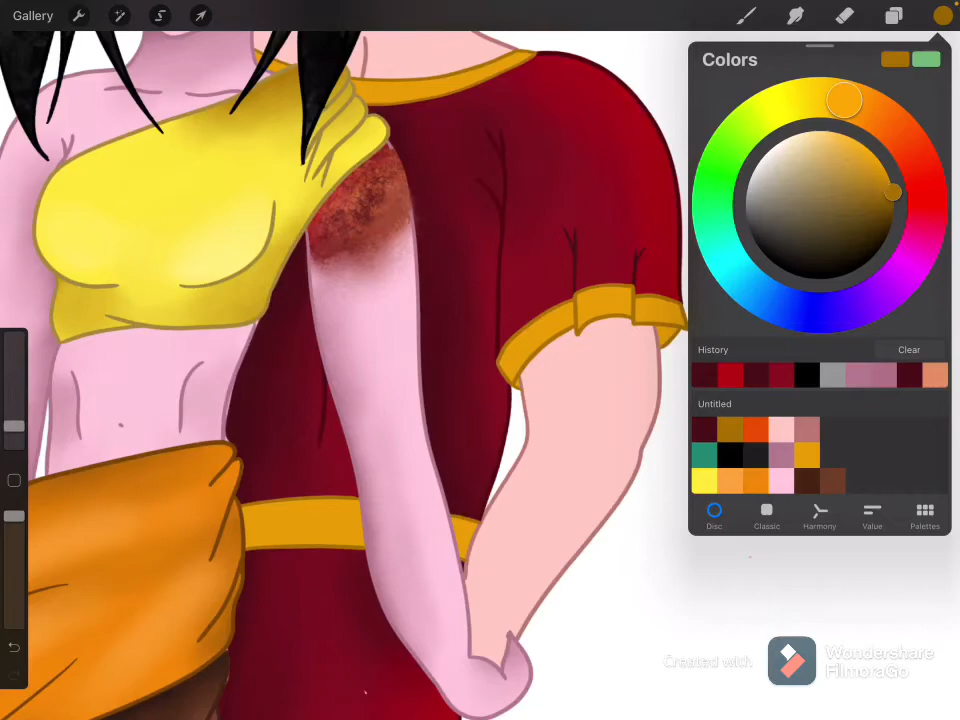 Gallery
Colors
History
Clear
Untitled
Disc
Classic
Harmony
Value
Palettes
Created with
Wondershare
FilmoraGo